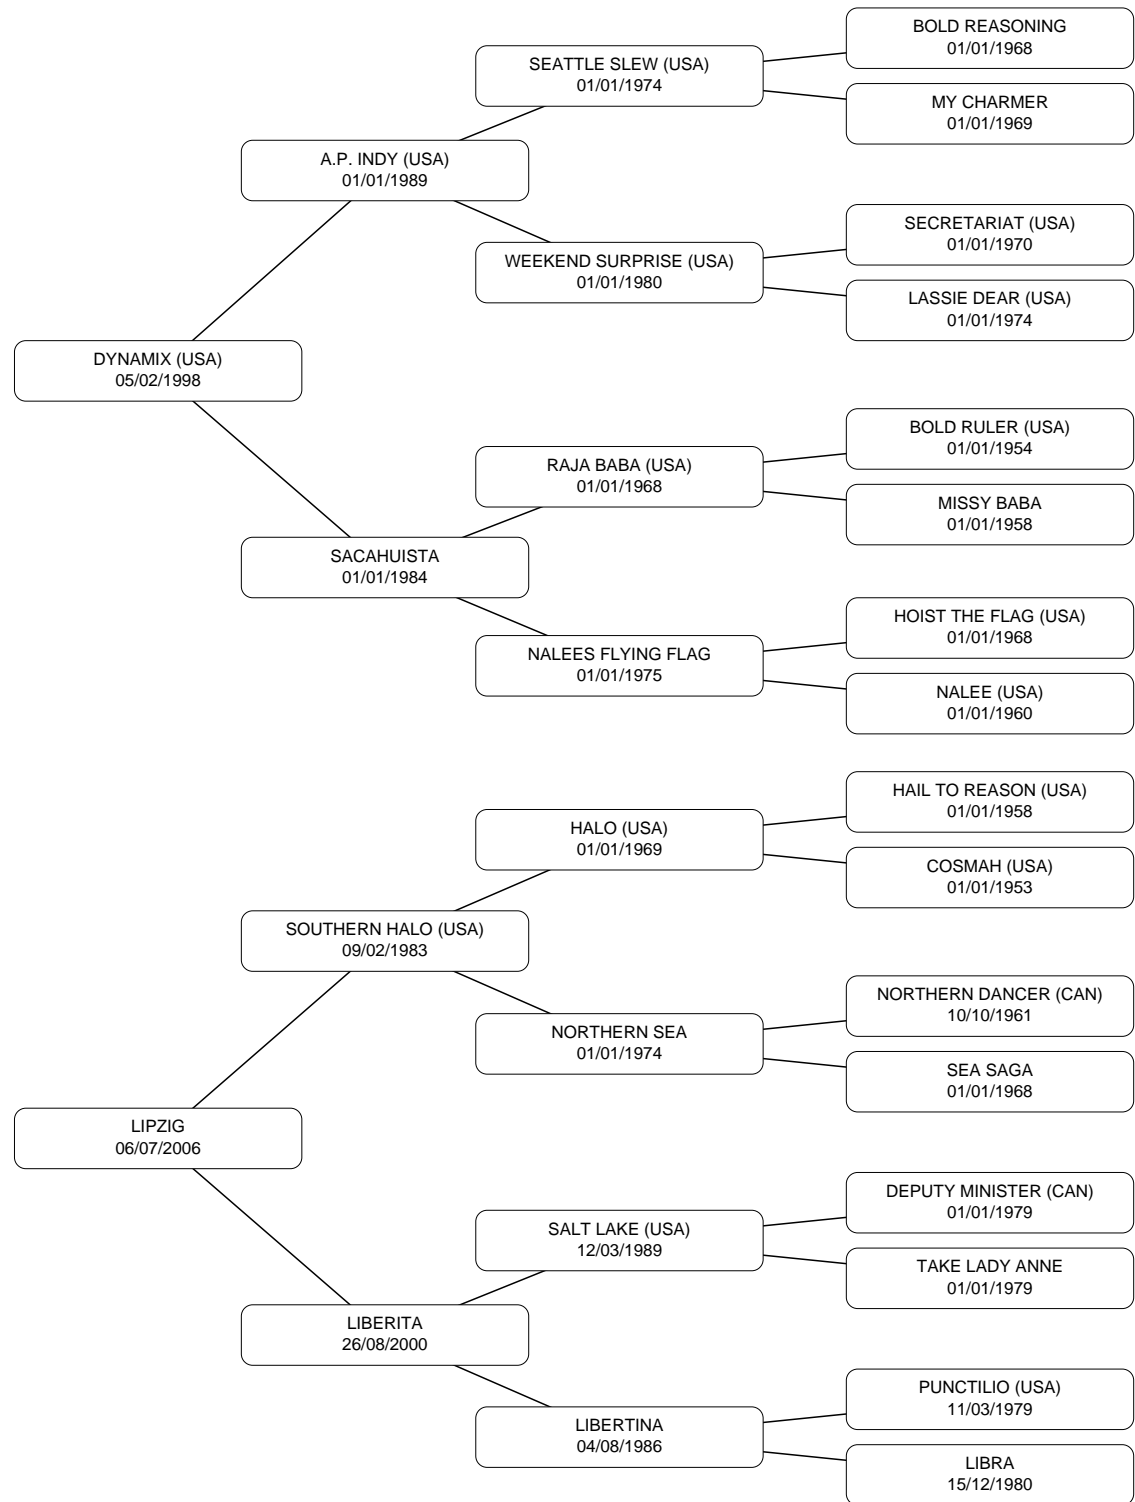 BOLD REASONING
01/01/1968
SEATTLE SLEW (USA)
01/01/1974
MY CHARMER
01/01/1969
A.P. INDY (USA)
01/01/1989
SECRETARIAT (USA)
01/01/1970
WEEKEND SURPRISE (USA)
01/01/1980
LASSIE DEAR (USA)
01/01/1974
DYNAMIX (USA)
05/02/1998
BOLD RULER (USA)
01/01/1954
RAJA BABA (USA)
01/01/1968
MISSY BABA
01/01/1958
SACAHUISTA
01/01/1984
HOIST THE FLAG (USA)
01/01/1968
NALEES FLYING FLAG
01/01/1975
NALEE (USA)
01/01/1960
HAIL TO REASON (USA)
01/01/1958
HALO (USA)
01/01/1969
COSMAH (USA)
01/01/1953
SOUTHERN HALO (USA)
09/02/1983
NORTHERN DANCER (CAN)
10/10/1961
NORTHERN SEA
01/01/1974
SEA SAGA
01/01/1968
LIPZIG
06/07/2006
DEPUTY MINISTER (CAN)
01/01/1979
SALT LAKE (USA)
12/03/1989
TAKE LADY ANNE
01/01/1979
LIBERITA
26/08/2000
PUNCTILIO (USA)
11/03/1979
LIBERTINA
04/08/1986
LIBRA
15/12/1980